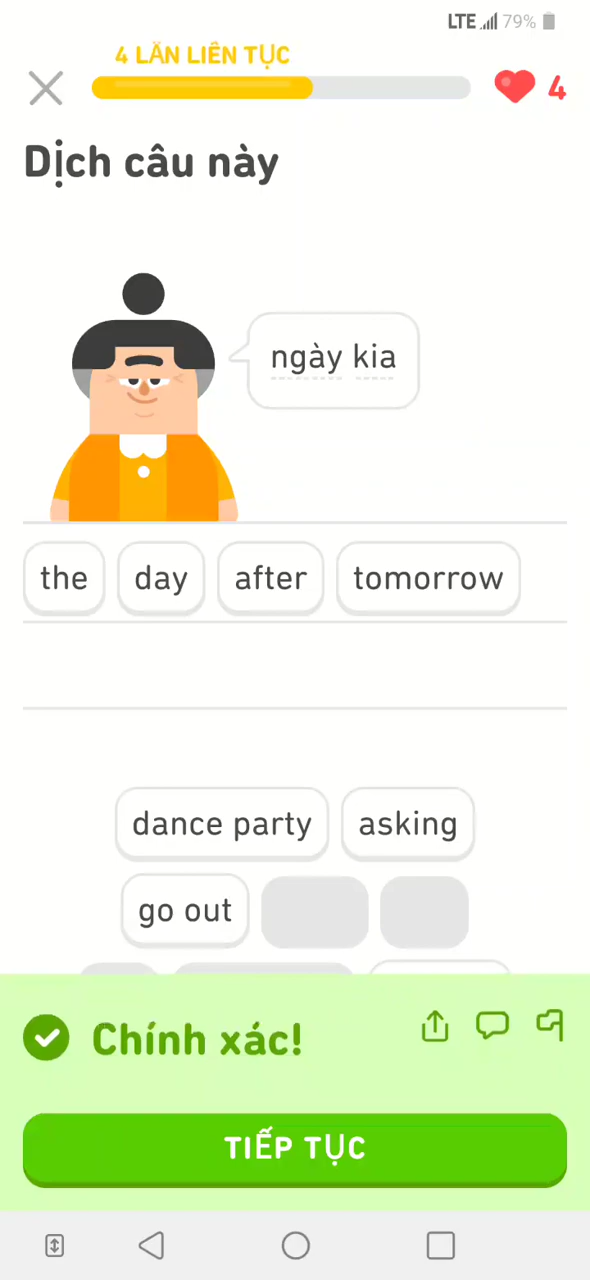 LTE 79%
4 LẦN LIÊN TỤC
4
Dịch câu này
ngày kia
the day after tomorrow
dance party asking
go out
Chính xác!
TIẾP TỤC